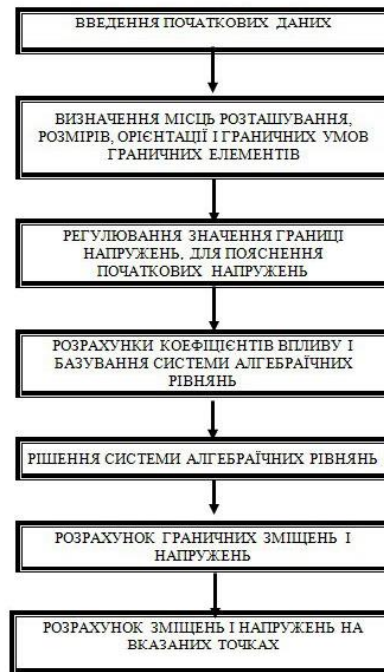 ВВЕДЕННЯ ПОЧАТКОВИХ ДАНИХ
ВИЗНАЧЕННЯ МІСЦЬ РОЗТАШУВАННЯ,
РОЗМІРІВ, ОРІЄНТАЦІЇ І ГРАНИЧНИХ УМОВ
ГРАНИЧНИХ ЕЛЕМЕНТІВ
РЕГУЛЮВАННЯ ЗНАЧЕННЯ ГРАНИЦІ
НАПРУЖЕНЬ, ДЛЯ ПОЯСНЕННЯ
ПОЧАТКОВИХ НАПРУЖЕНЬ
РОЗРАХУНКИ КОЕФІЦІЄНТІВ ВПЛИВУ І
БАЗУВАННЯ СИСТЕМИ АЛГЕБРАЇЧНИХ
РІВНЯНЬ
РІШЕННЯ СИСТЕМИ АЛГЕБРАЇЧНИХ РІВНЯНЬ
РОЗРАХУНОК ГРАНИЧНИХ ЗМІЩЕНЬ І
НАПРУЖЕНЬ
РОЗРАХУНОК ЗМІЩЕНЬ І НАПРУЖЕНЬ НА
ВКАЗАНИХ ТОЧКАХ